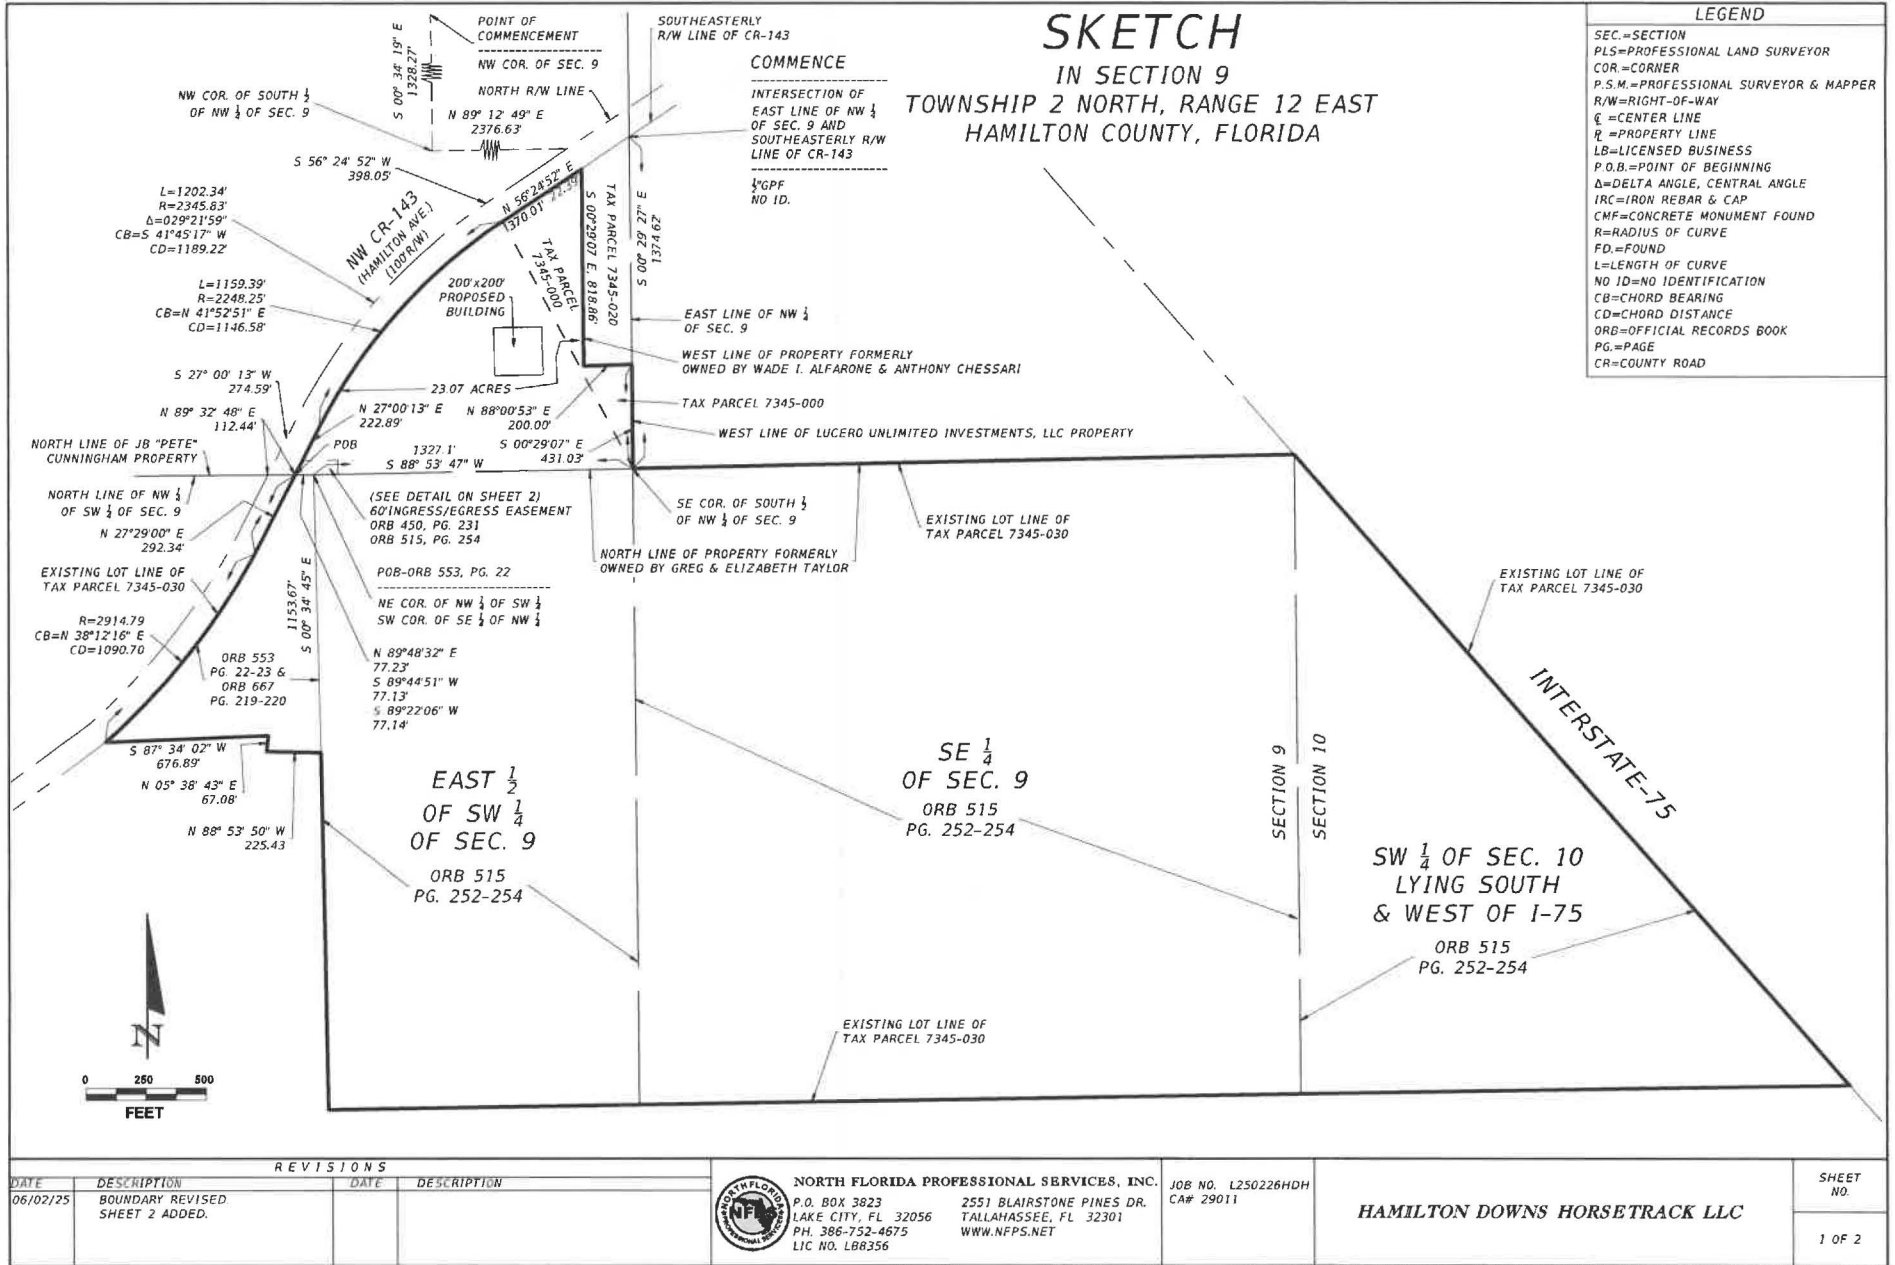 SKETCH
IN SECTION 9
TOWNSHIP 2 NORTH, RANGE 12 EAST
HAMILTON COUNTY, FLORIDA
LEGEND
SEC.=SECTION
PLS=PROFESSIONAL LAND SURVEYOR
COR.=CORNER
P.S.M.=PROFESSIONAL SURVEYOR & MAPPER
R/W=RIGHT-OF-WAY
℄ =CENTER LINE
⅊ =PROPERTY LINE
LB=LICENSED BUSINESS
P.O.B.=POINT OF BEGINNING
Δ=DELTA ANGLE, CENTRAL ANGLE
IRC=IRON REBAR & CAP
CMF=CONCRETE MONUMENT FOUND
R=RADIUS OF CURVE
FD.=FOUND
L=LENGTH OF CURVE
NO ID=NO IDENTIFICATION
CB=CHORD BEARING
CD=CHORD DISTANCE
ORB=OFFICIAL RECORDS BOOK
PG.=PAGE
CR=COUNTY ROAD
S 00° 34' 19" E
1328.27'
POINT OF
COMMENCEMENT
NW COR. OF SEC. 9
NORTH R/W LINE
SOUTHEASTERLY
R/W LINE OF CR-143
COMMENCE
INTERSECTION OF
EAST LINE OF NW 1/4
OF SEC. 9 AND
SOUTHEASTERLY R/W
LINE OF CR-143
1/2"GPF
NO ID.
NW COR. OF SOUTH 1/2
OF NW 1/4 OF SEC. 9
N 89° 12' 49" E
2376.63'
S 56° 24' 52" W
398.05'
L=1202.34'
R=2345.83'
Δ=029°21'59"
CB=S 41°45'17" W
CD=1189.22'
NW CR-143
(HAMILTON AVE.)
(100'R/W)
N 56°24'52" E
1370.01'
TAX PARCEL
7345-000
S 00°29'07 E, 818.86'
TAX PARCEL 7345-020
S 00° 29' 27" E
1374.62'
L=1159.39'
R=2248.25'
CB=N 41°52'51" E
CD=1146.58'
200'x200'
PROPOSED
BUILDING
EAST LINE OF NW 1/4
OF SEC. 9
WEST LINE OF PROPERTY FORMERLY
OWNED BY WADE I. ALFARONE & ANTHONY CHESSARI
S 27° 00' 13" W
274.59'
23.07 ACRES
N 89° 32' 48" E
112.44'
N 27°00'13" E
222.89'
N 88°00'53" E
200.00'
TAX PARCEL 7345-000
WEST LINE OF LUCERO UNLIMITED INVESTMENTS, LLC PROPERTY
NORTH LINE OF JB "PETE"
CUNNINGHAM PROPERTY
POB
1327.1'
S 88° 53' 47" W
S 00°29'07" E
431.03'
NORTH LINE OF NW 1/4
OF SW 1/4 OF SEC. 9
(SEE DETAIL ON SHEET 2)
60'INGRESS/EGRESS EASEMENT
ORB 450, PG. 231
ORB 515, PG. 254
SE COR. OF SOUTH 1/2
OF NW 1/4 OF SEC. 9
EXISTING LOT LINE OF
TAX PARCEL 7345-030
N 27°29'00" E
292.34'
NORTH LINE OF PROPERTY FORMERLY
OWNED BY GREG & ELIZABETH TAYLOR
EXISTING LOT LINE OF
TAX PARCEL 7345-030
POB-ORB 553, PG. 22
NE COR. OF NW 1/4 OF SW 1/4
SW COR. OF SE 1/4 OF NW 1/4
1153.67'
S 00° 34' 45" E
EXISTING LOT LINE OF
TAX PARCEL 7345-030
R=2914.79
CB=N 38°12'16" E
CD=1090.70
ORB 553
PG. 22-23 &
ORB 667
PG. 219-220
N 89°48'32" E
77.23'
S 89°44'51" W
77.13'
S 89°22'06" W
77.14'
S 87° 34' 02" W
676.89'
N 05° 38' 43" E
67.08'
N 88° 53' 50" W
225.43
EAST 1/2
OF SW 1/4
OF SEC. 9
ORB 515
PG. 252-254
SE 1/4
OF SEC. 9
ORB 515
PG. 252-254
SECTION 9
SECTION 10
INTERSTATE-75
SW 1/4 OF SEC. 10
LYING SOUTH
& WEST OF I-75
ORB 515
PG. 252-254
EXISTING LOT LINE OF
TAX PARCEL 7345-030
N
0 250 500
FEET
REVISIONS
DATE DESCRIPTION DATE DESCRIPTION
06/02/25 BOUNDARY REVISED
SHEET 2 ADDED.
NORTH FLORIDA
NFPS
PROFESSIONAL SERVICES
NORTH FLORIDA PROFESSIONAL SERVICES, INC.
P.O. BOX 3823 2551 BLAIRSTONE PINES DR.
LAKE CITY, FL 32056 TALLAHASSEE, FL 32301
PH. 386-752-4675 WWW.NFPS.NET
LIC NO. LB8356
JOB NO. L250226HDH
CA# 29011
HAMILTON DOWNS HORSETRACK LLC
SHEET
NO.
1 OF 2